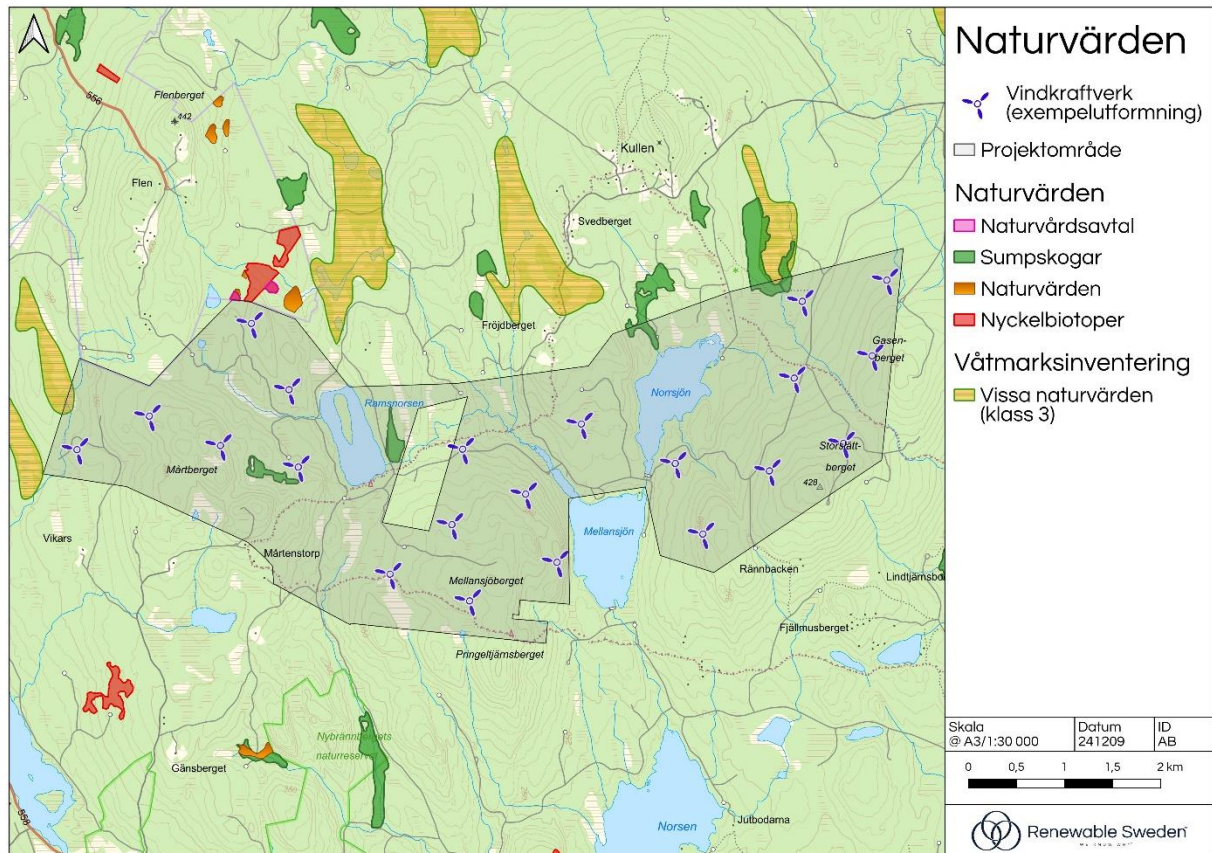 556
Flenberget
442
Flen
Kullen
Svedberget
Fröjdberget
Gasen-
berget
Ramsnorsen
Norrsjön
Mårtberget
Storslått-
berget
428
Vikars
Mårtenstorp
Mellansjön
Mellansjöberget
Rännbacken
Fjällmusberget
Pringeltjärnsberget
Nybrännbergets
Gänsberget
Norsen
Jutbodarna
556
Naturvärden
Vindkraftverk
(exempelutformning)
Projektområde
Naturvärden
Naturvårdsavtal
Sumpskogar
Naturvärden
Nyckelbiotoper
Våtmarksinventering
Vissa naturvärden
(klass 3)
Skala
@ A3/1:30 000
Datum
241209
ID
AB
0 0,5 1 1,5 2 km
Renewable Sweden